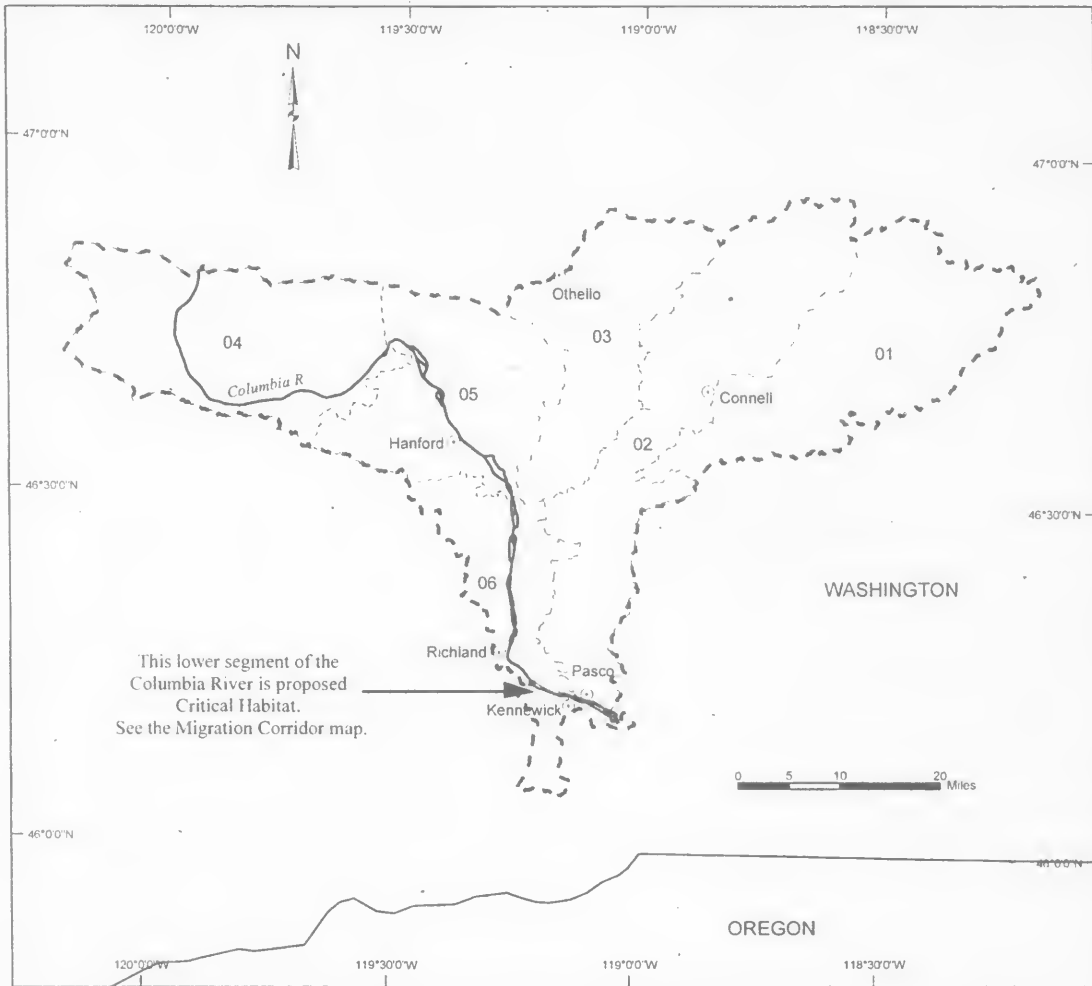 120°0'0"W
119°30'0"W
119°0'0"W
118°30'0"W
N
47°0'0"N
47°0'0"N
Othello
03
04
01
Columbia R
05
Connell
02
Hanford
46°30'0"N
46°30'0"N
06
WASHINGTON
Richland
This lower segment of the
Columbia River is proposed
Critical Habitat.
See the Migration Corridor map.
Pasco
Kennewick
0 5 10 20
Miles
46°0'0"N
46°0'0"N
OREGON
120°0'0"W
119°30'0"W
119°0'0"W
118°30'0"W